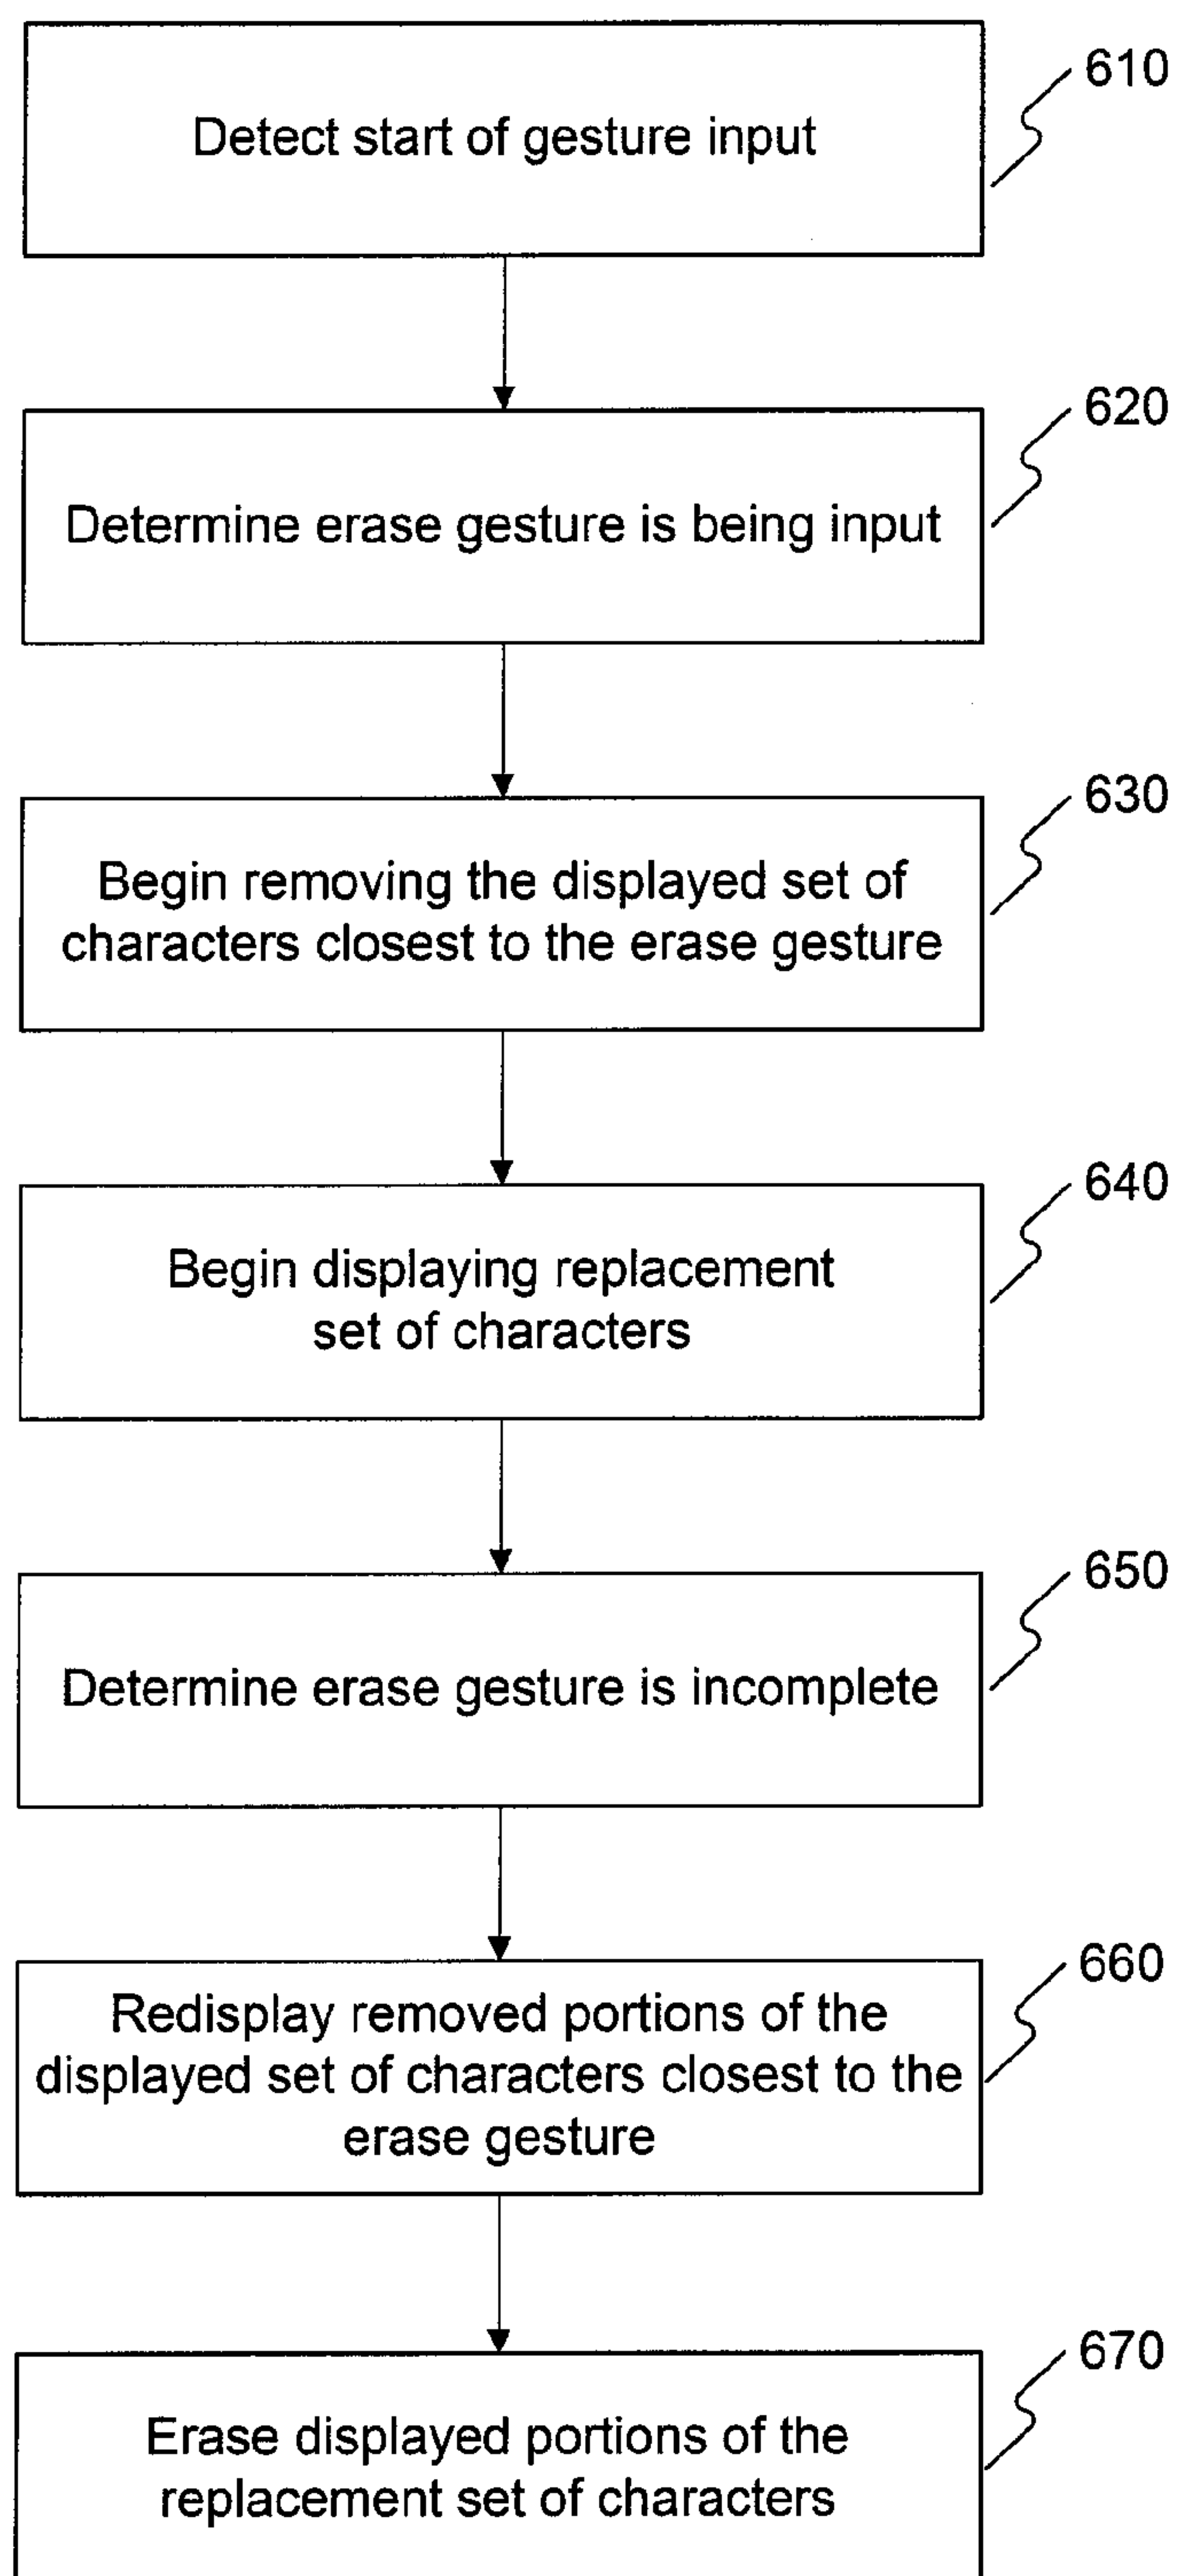 Detect start of gesture input
610
Determine erase gesture is being input
620
Begin removing the displayed set of
characters closest to the erase gesture
630
Begin displaying replacement
set of characters
640
Determine erase gesture is incomplete
650
Redisplay removed portions of the
displayed set of characters closest to the
erase gesture
660
Erase displayed portions of the
replacement set of characters
670